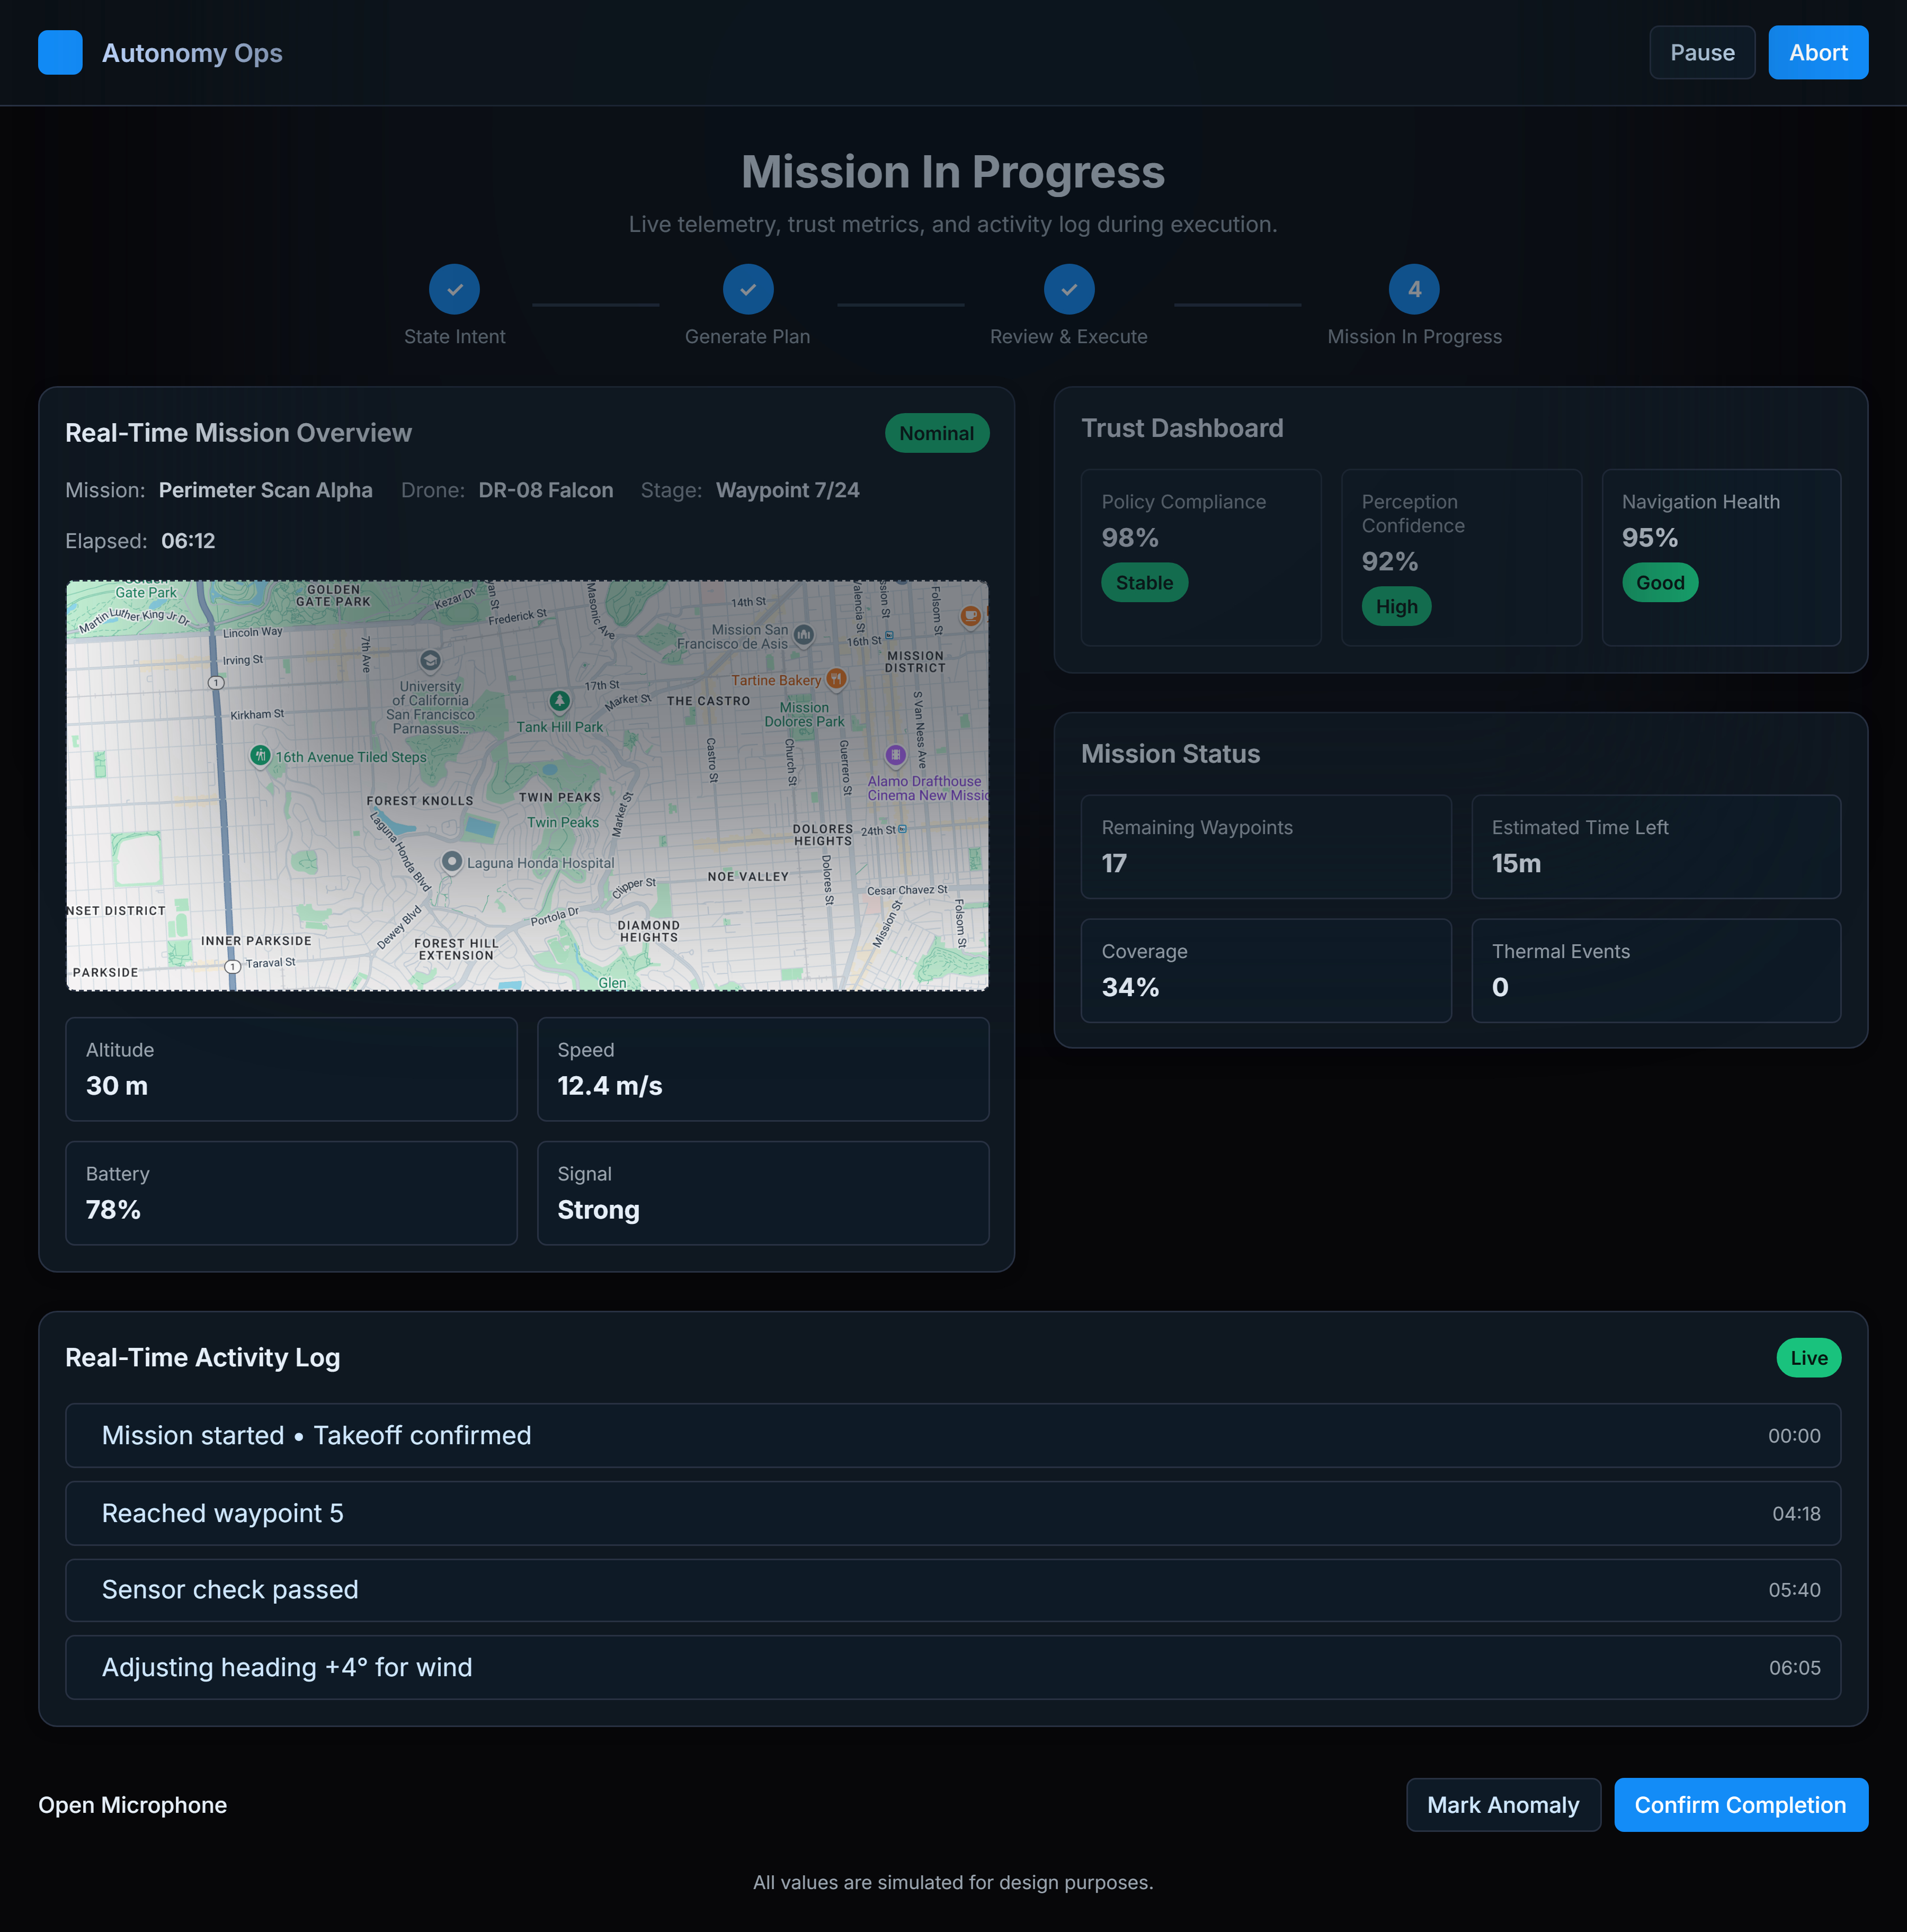 Autonomy Ops
Pause
Abort
Mission In Progress
Live telemetry, trust metrics, and activity log during execution.
State Intent
Generate Plan
Review & Execute
4
Mission In Progress
Real-Time Mission Overview
Nominal
Mission: Perimeter Scan Alpha Drone: DR-08 Falcon Stage: Waypoint 7/24
Elapsed: 06:12
Gate Park
GOLDEN
GATE PARK
Martin Luther King Jr Dr
Lincoln Way
Kezar Dr
Frederick St
Masonic Ave
14th St
Valencia St
Folsom St
Irving St
7th Ave
Mission San
Francisco de Asis
16th St
MISSION
DISTRICT
1
University
of California
San Francisco
Parnassus...
17th St
Market St
Tartine Bakery
THE CASTRO
Kirkham St
Tank Hill Park
Mission
Dolores Park
S Van Ness Ave
16th Avenue Tiled Steps
Castro St
Church St
Guerrero St
Alamo Drafthouse
Cinema New Missio
FOREST KNOLLS
TWIN PEAKS
Twin Peaks
Market St
Laguna Honda Blvd
DOLORES
HEIGHTS
24th St
Laguna Honda Hospital
Clipper St
NOE VALLEY
Dolores St
Cesar Chavez St
NSET DISTRICT
Dewey Blvd
Portola Dr
DIAMOND
HEIGHTS
Mission St
Folsom St
INNER PARKSIDE
FOREST HILL
EXTENSION
PARKSIDE
1
Taraval St
Glen
Altitude
30 m
Speed
12.4 m/s
Battery
78%
Signal
Strong
Trust Dashboard
Policy Compliance
98%
Stable
Perception
Confidence
92%
High
Navigation Health
95%
Good
Mission Status
Remaining Waypoints
17
Estimated Time Left
15m
Coverage
34%
Thermal Events
0
Real-Time Activity Log
Live
Mission started • Takeoff confirmed
00:00
Reached waypoint 5
04:18
Sensor check passed
05:40
Adjusting heading +4° for wind
06:05
Open Microphone
Mark Anomaly
Confirm Completion
All values are simulated for design purposes.